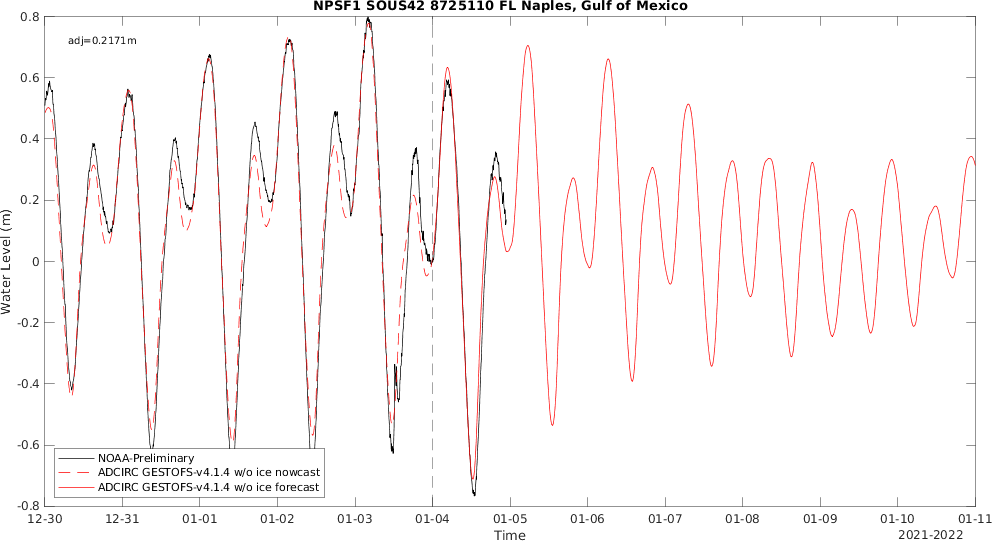 NPSF1 SOUS42 8725110 FL Naples, Gulf of Mexico
adj=0.2171m
0.8
0.6
0.4
0.2
0
-0.2
-0.4
-0.6
-0.8
Water Level (m)
NOAA-Preliminary
ADCIRC GESTOFS-v4.1.4 w/o ice nowcast
ADCIRC GESTOFS-v4.1.4 w/o ice forecast
12-30 12-31 01-01 01-02 01-03 01-04 01-05 01-06 01-07 01-08 01-09 01-10 01-11
Time
2021-2022